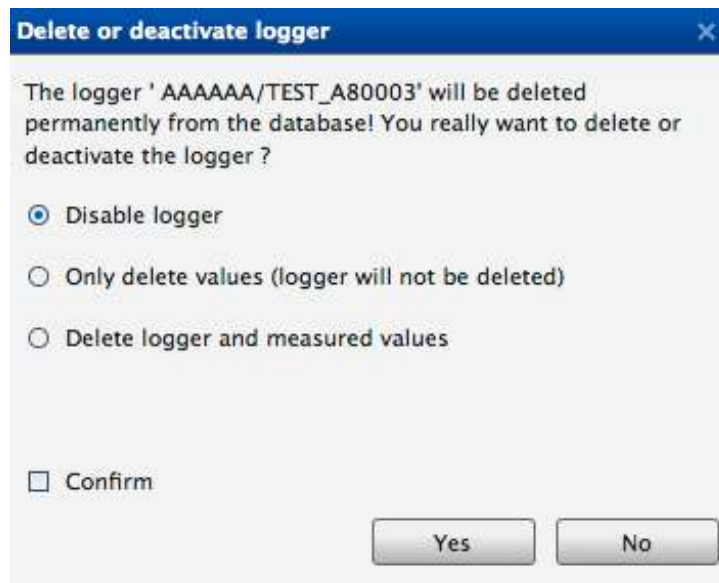 Delete or deactivate logger
The logger ' AAAAAA/TEST_A80003' will be deleted
permanently from the database! You really want to delete or
deactivate the logger ?
Disable logger
Only delete values (logger will not be deleted)
Delete logger and measured values
Confirm
Yes
No